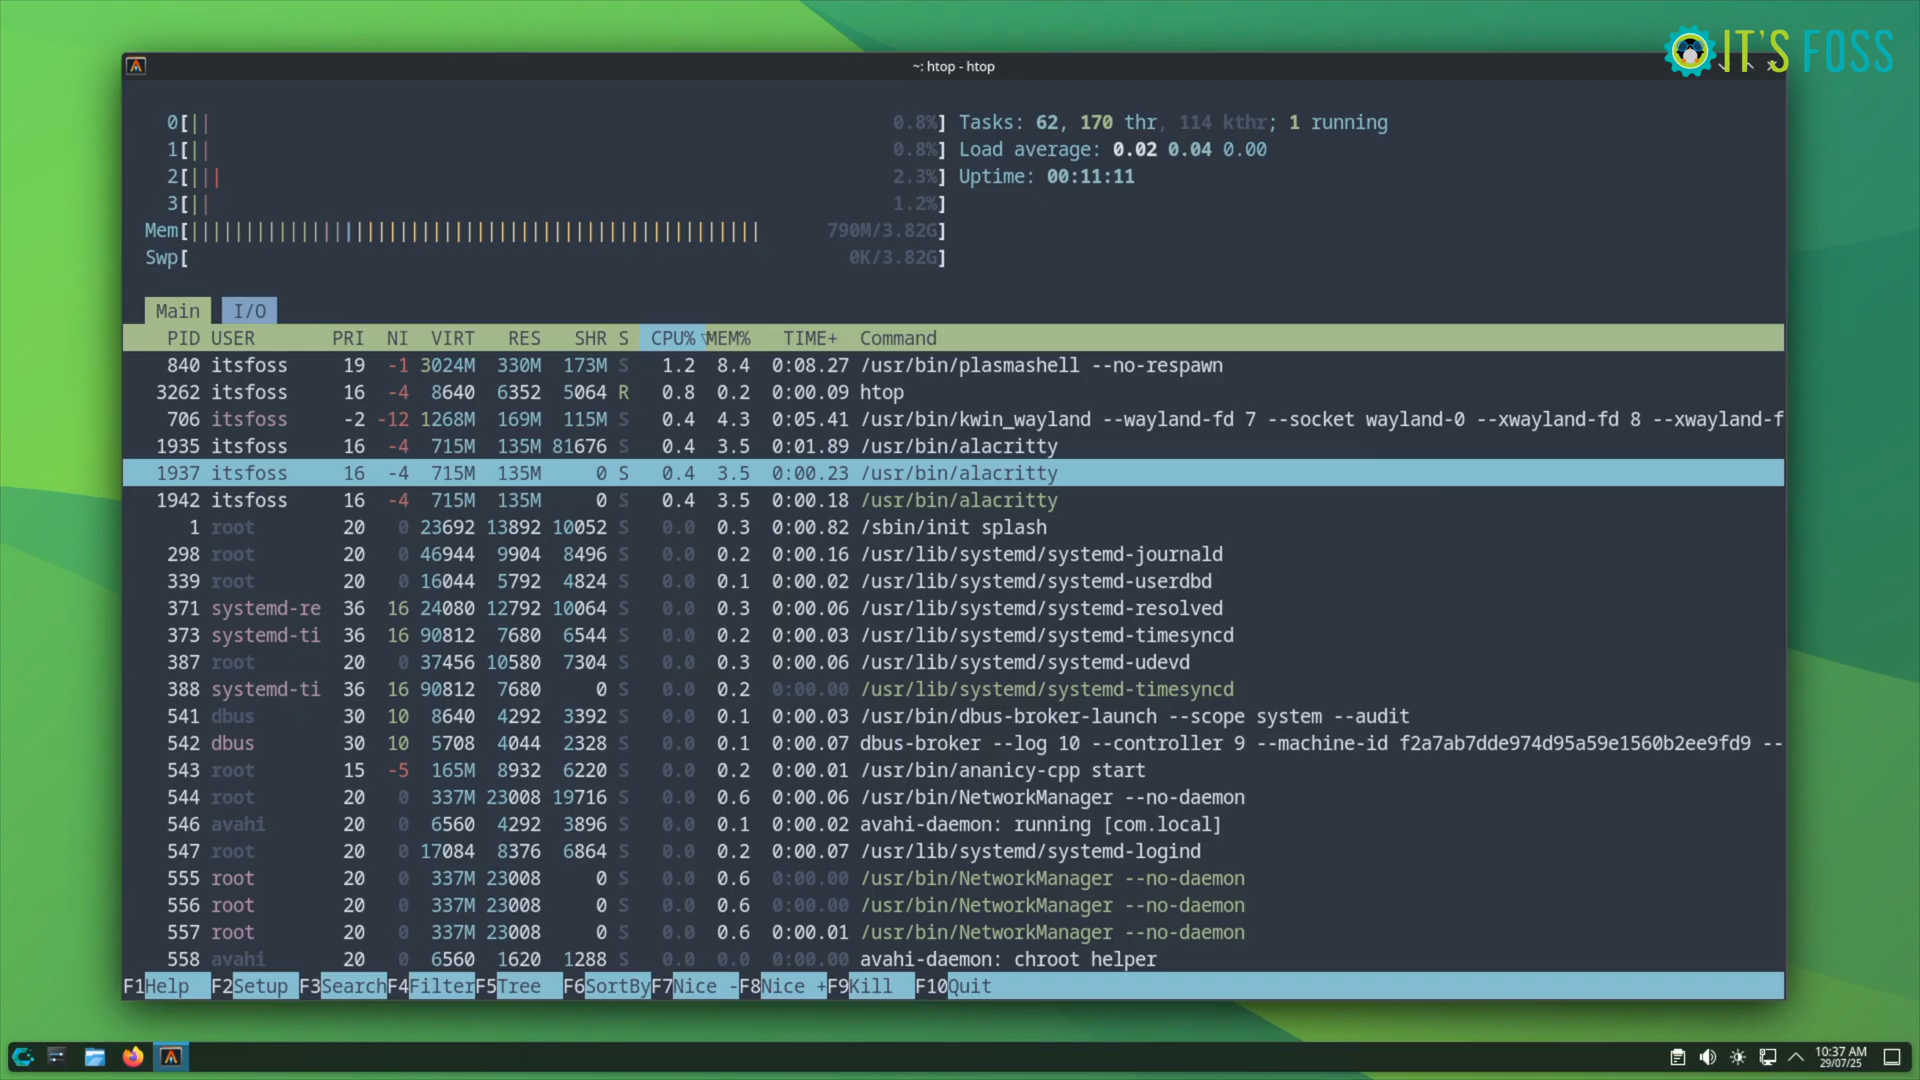 IT'S FOSS
~: htop - htop
0[|| 0.8%] Tasks: 62, 170 thr, 114 kthr; 1 running
1[|| 0.8%] Load average: 0.02 0.04 0.00
2[||| 2.3%] Uptime: 00:11:11
3[|| 1.2%]
Mem[||||||||||||||||||||||||||||||||||||||||||||||||||||790M/3.82G]
Swp[ 0K/3.82G]
Main I/O
PID USER PRI NI VIRT RES SHR S CPU%▽MEM% TIME+ Command
840 itsfoss 19 -1 3024M 330M 173M S 1.2 8.4 0:08.27 /usr/bin/plasmashell --no-respawn
3262 itsfoss 16 -4 8640 6352 5064 R 0.8 0.2 0:00.09 htop
706 itsfoss -2 -12 1268M 169M 115M S 0.4 4.3 0:05.41 /usr/bin/kwin_wayland --wayland-fd 7 --socket wayland-0 --xwayland-fd 8 --xwayland-f
1935 itsfoss 16 -4 715M 135M 81676 S 0.4 3.5 0:01.89 /usr/bin/alacritty
1937 itsfoss 16 -4 715M 135M 0 S 0.4 3.5 0:00.23 /usr/bin/alacritty
1942 itsfoss 16 -4 715M 135M 0 S 0.4 3.5 0:00.18 /usr/bin/alacritty
1 root 20 0 23692 13892 10052 S 0.0 0.3 0:00.82 /sbin/init splash
298 root 20 0 46944 9904 8496 S 0.0 0.2 0:00.16 /usr/lib/systemd/systemd-journald
339 root 20 0 16044 5792 4824 S 0.0 0.1 0:00.02 /usr/lib/systemd/systemd-userdbd
371 systemd-re 36 16 24080 12792 10064 S 0.0 0.3 0:00.06 /usr/lib/systemd/systemd-resolved
373 systemd-ti 36 16 90812 7680 6544 S 0.0 0.2 0:00.03 /usr/lib/systemd/systemd-timesyncd
387 root 20 0 37456 10580 7304 S 0.0 0.3 0:00.06 /usr/lib/systemd/systemd-udevd
388 systemd-ti 36 16 90812 7680 0 S 0.0 0.2 0:00.00 /usr/lib/systemd/systemd-timesyncd
541 dbus 30 10 8640 4292 3392 S 0.0 0.1 0:00.03 /usr/bin/dbus-broker-launch --scope system --audit
542 dbus 30 10 5708 4044 2328 S 0.0 0.1 0:00.07 dbus-broker --log 10 --controller 9 --machine-id f2a7ab7dde974d95a59e1560b2ee9fd9 --
543 root 15 -5 165M 8932 6220 S 0.0 0.2 0:00.01 /usr/bin/ananicy-cpp start
544 root 20 0 337M 23008 19716 S 0.0 0.6 0:00.06 /usr/bin/NetworkManager --no-daemon
546 avahi 20 0 6560 4292 3896 S 0.0 0.1 0:00.02 avahi-daemon: running [com.local]
547 root 20 0 17084 8376 6864 S 0.0 0.2 0:00.07 /usr/lib/systemd/systemd-logind
555 root 20 0 337M 23008 0 S 0.0 0.6 0:00.00 /usr/bin/NetworkManager --no-daemon
556 root 20 0 337M 23008 0 S 0.0 0.6 0:00.00 /usr/bin/NetworkManager --no-daemon
557 root 20 0 337M 23008 0 S 0.0 0.6 0:00.01 /usr/bin/NetworkManager --no-daemon
558 avahi 20 0 6560 1620 1288 S 0.0 0.0 0:00.00 avahi-daemon: chroot helper
F1Help F2Setup F3SearchF4FilterF5Tree F6SortByF7Nice -F8Nice +F9Kill F10Quit
10:37 AM
29/07/25